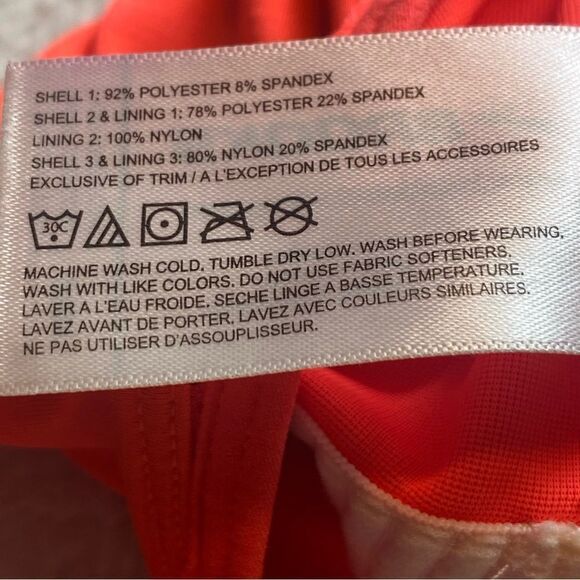 SHELL 1: 92% POLYESTER 8% SPANDEX
SHELL 2 & LINING 1: 78% POLYESTER 22% SPANDEX
LINING 2: 100% NYLON
SHELL 3 & LINING 3: 80% NYLON 20% SPANDEX
EXCLUSIVE OF TRIM / A L'EXCEPTION DE TOUS LES ACCESSOIRES
30C
MACHINE WASH COLD. TUMBLE DRY LOW. WASH BEFORE WEARING.
WASH WITH LIKE COLORS. DO NOT USE FABRIC SOFTENERS.
LAVER A L'EAU FROIDE. SECHE LINGE A BASSE TEMPERATURE.
LAVEZ AVANT DE PORTER. LAVEZ AVEC COULEURS SIMILAIRES.
NE PAS UTILISER D'ASSOUPLISSEUR.